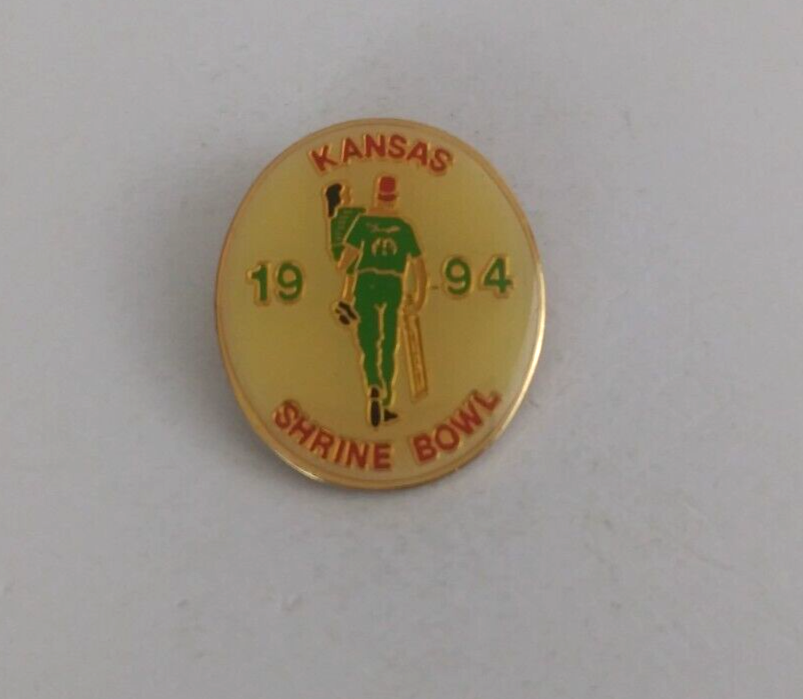 KANSAS
19 94
SHRINE BOWL